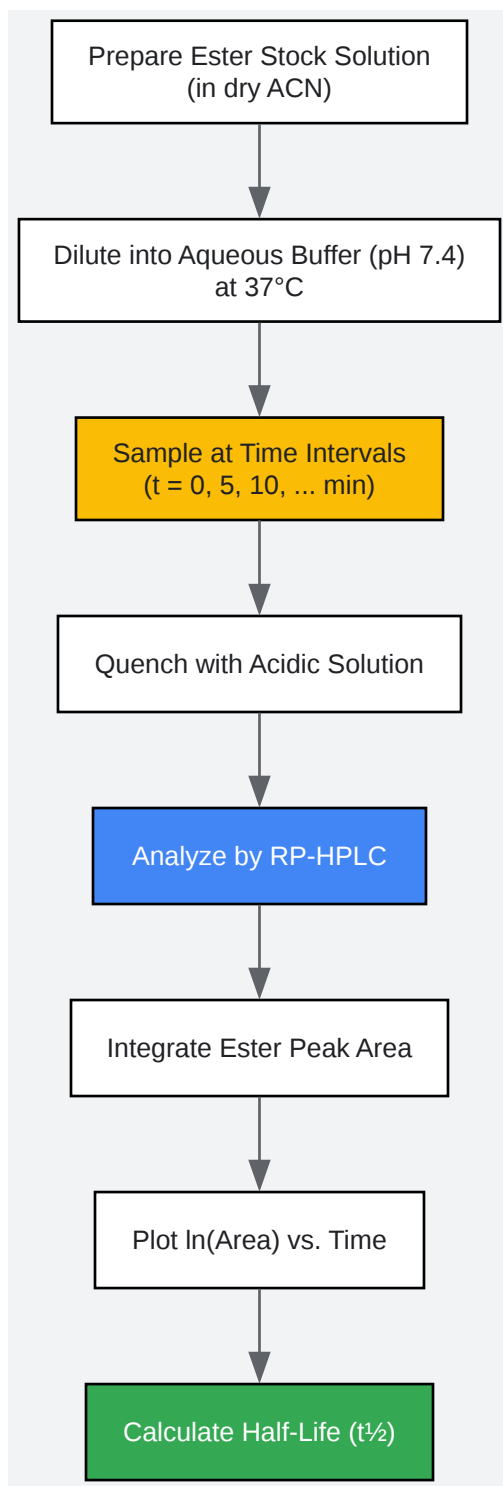 Prepare Ester Stock Solution
(in dry ACN)
Dilute into Aqueous Buffer (pH 7.4)
at 37°C
Sample at Time Intervals
(t = 0, 5, 10, ... min)
Quench with Acidic Solution
Analyze by RP-HPLC
Integrate Ester Peak Area
Plot ln(Area) vs. Time
Calculate Half-Life (t½)